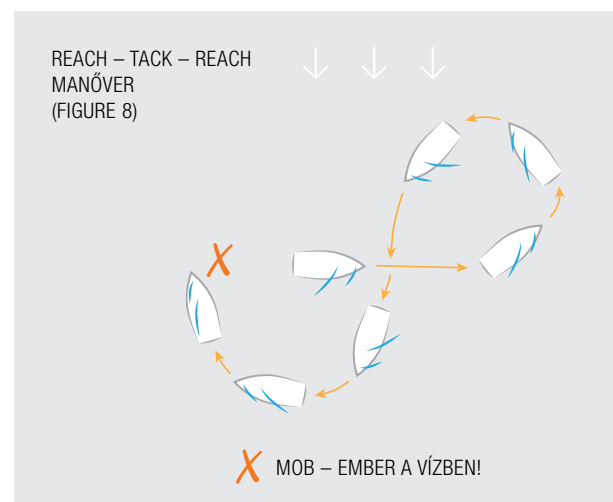 REACH – TACK – REACH
MANŐVER
(FIGURE 8)
MOB – EMBER A VÍZBEN!